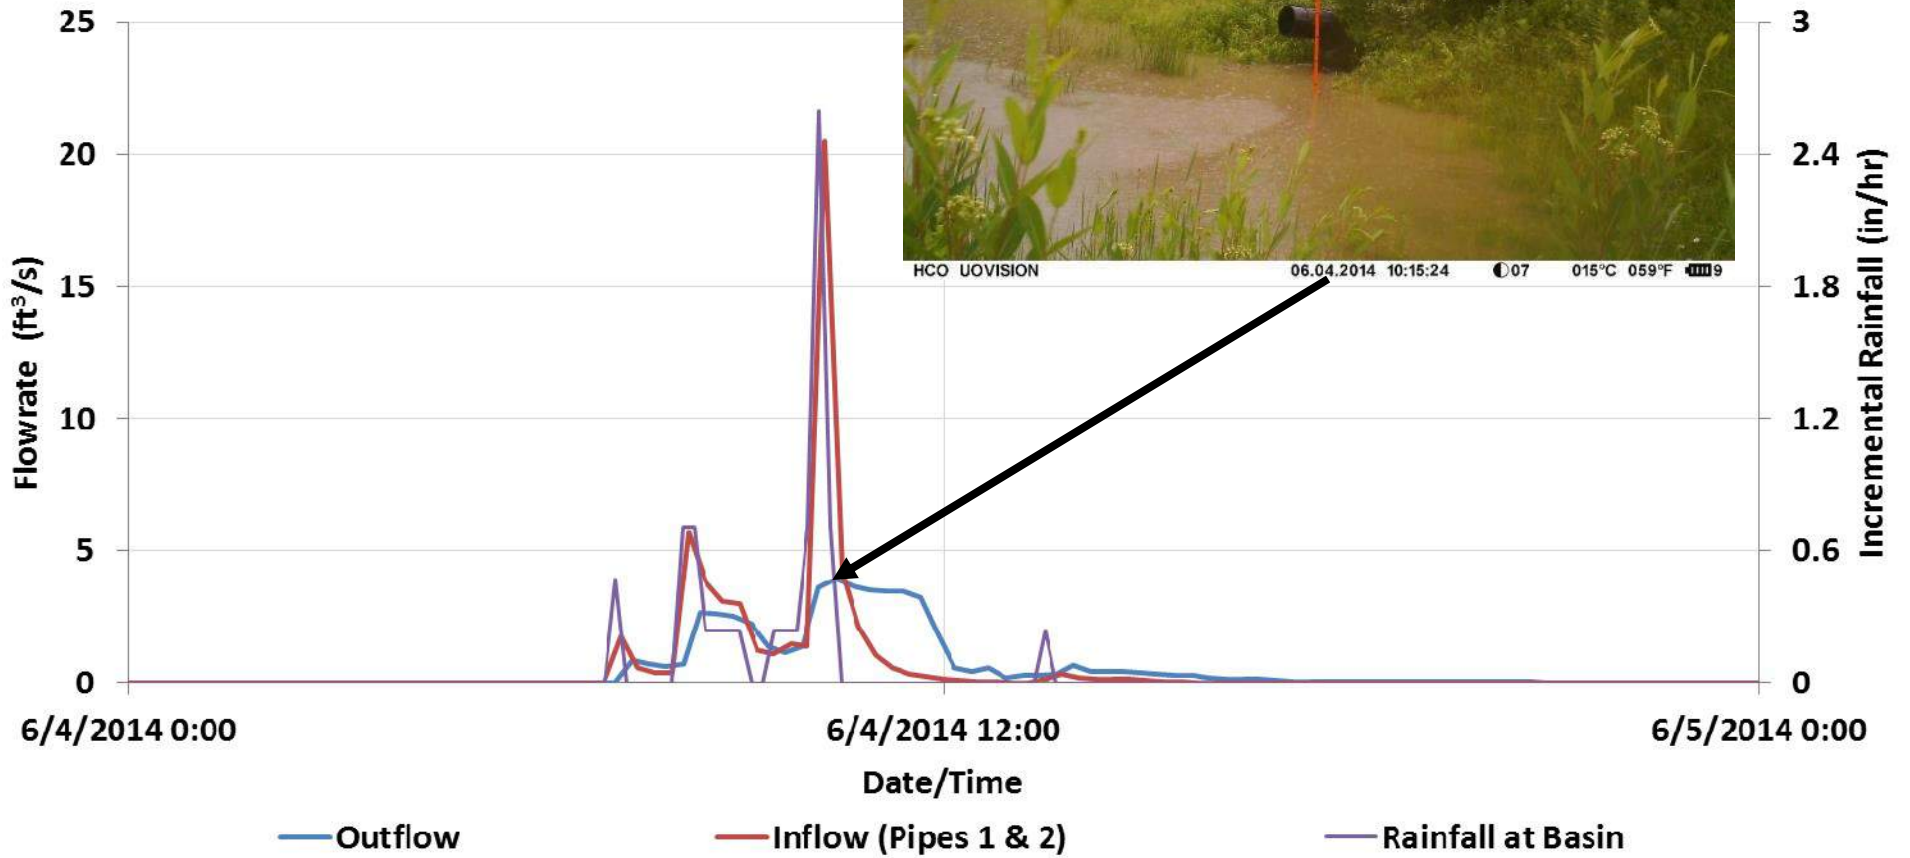 25
20
15
10
5
0
Flowrate (ft³/s)
3
2.4
1.8
1.2
0.6
0
Incremental Rainfall (in/hr)
HCO UOVISION 06.04.2014 10:15:24 07 015°C 059°F 9
6/4/2014 0:00 6/4/2014 12:00 6/5/2014 0:00
Date/Time
Outflow Inflow (Pipes 1 & 2) Rainfall at Basin